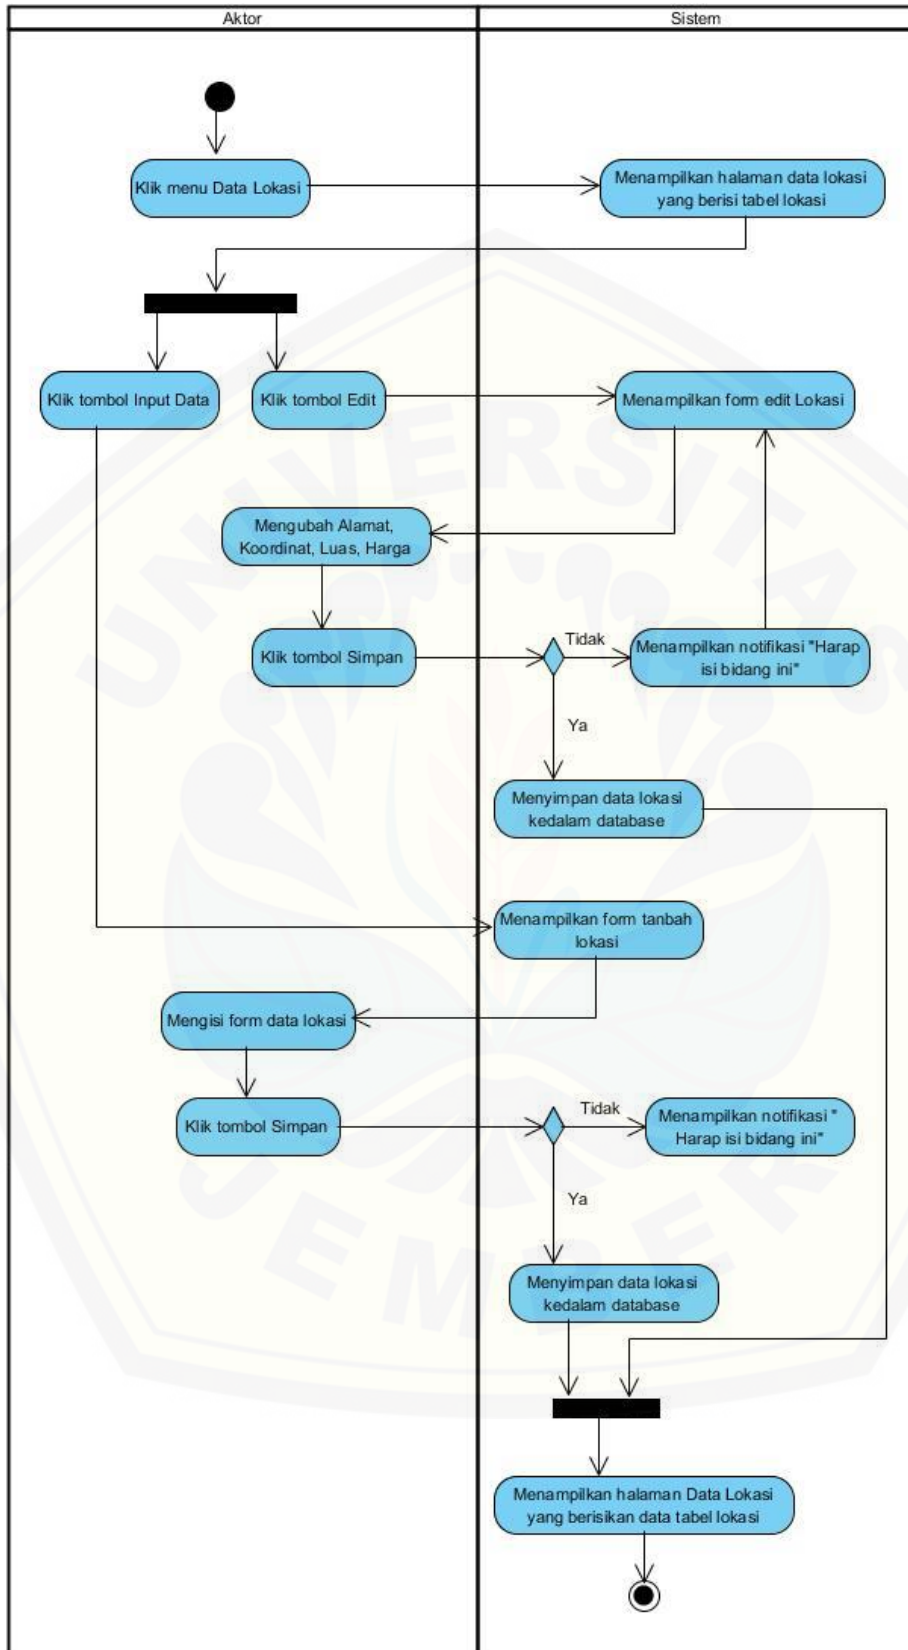 Aktor
Sistem
Klik menu Data Lokasi
Menampilkan halaman data lokasi
yang berisi tabel lokasi
Klik tombol Input Data
Klik tombol Edit
Menampilkan form edit Lokasi
Mengubah Alamat,
Koordinat, Luas, Harga
Klik tombol Simpan
Tidak
Menampilkan notifikasi "Harap
isi bidang ini"
Ya
Menyimpan data lokasi
kedalam database
Menampilkan form tanbah
lokasi
Mengisi form data lokasi
Klik tombol Simpan
Tidak
Menampilkan notifikasi "
Harap isi bidang ini"
Ya
Menyimpan data lokasi
kedalam database
Menampilkan halaman Data Lokasi
yang berisikan data tabel lokasi
UNIVERSITAS
JEMBER